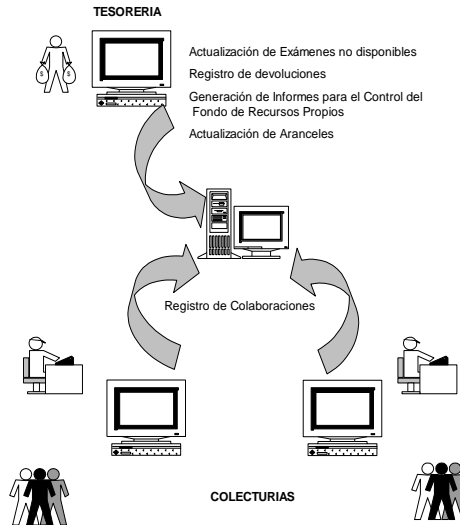 TESORERIA
Actualización de Exámenes no disponibles
Registro de devoluciones
Generación de Informes para el Control del
Fondo de Recursos Propios
Actualización de Aranceles
$ $
Registro de Colaboraciones
COLECTURIAS